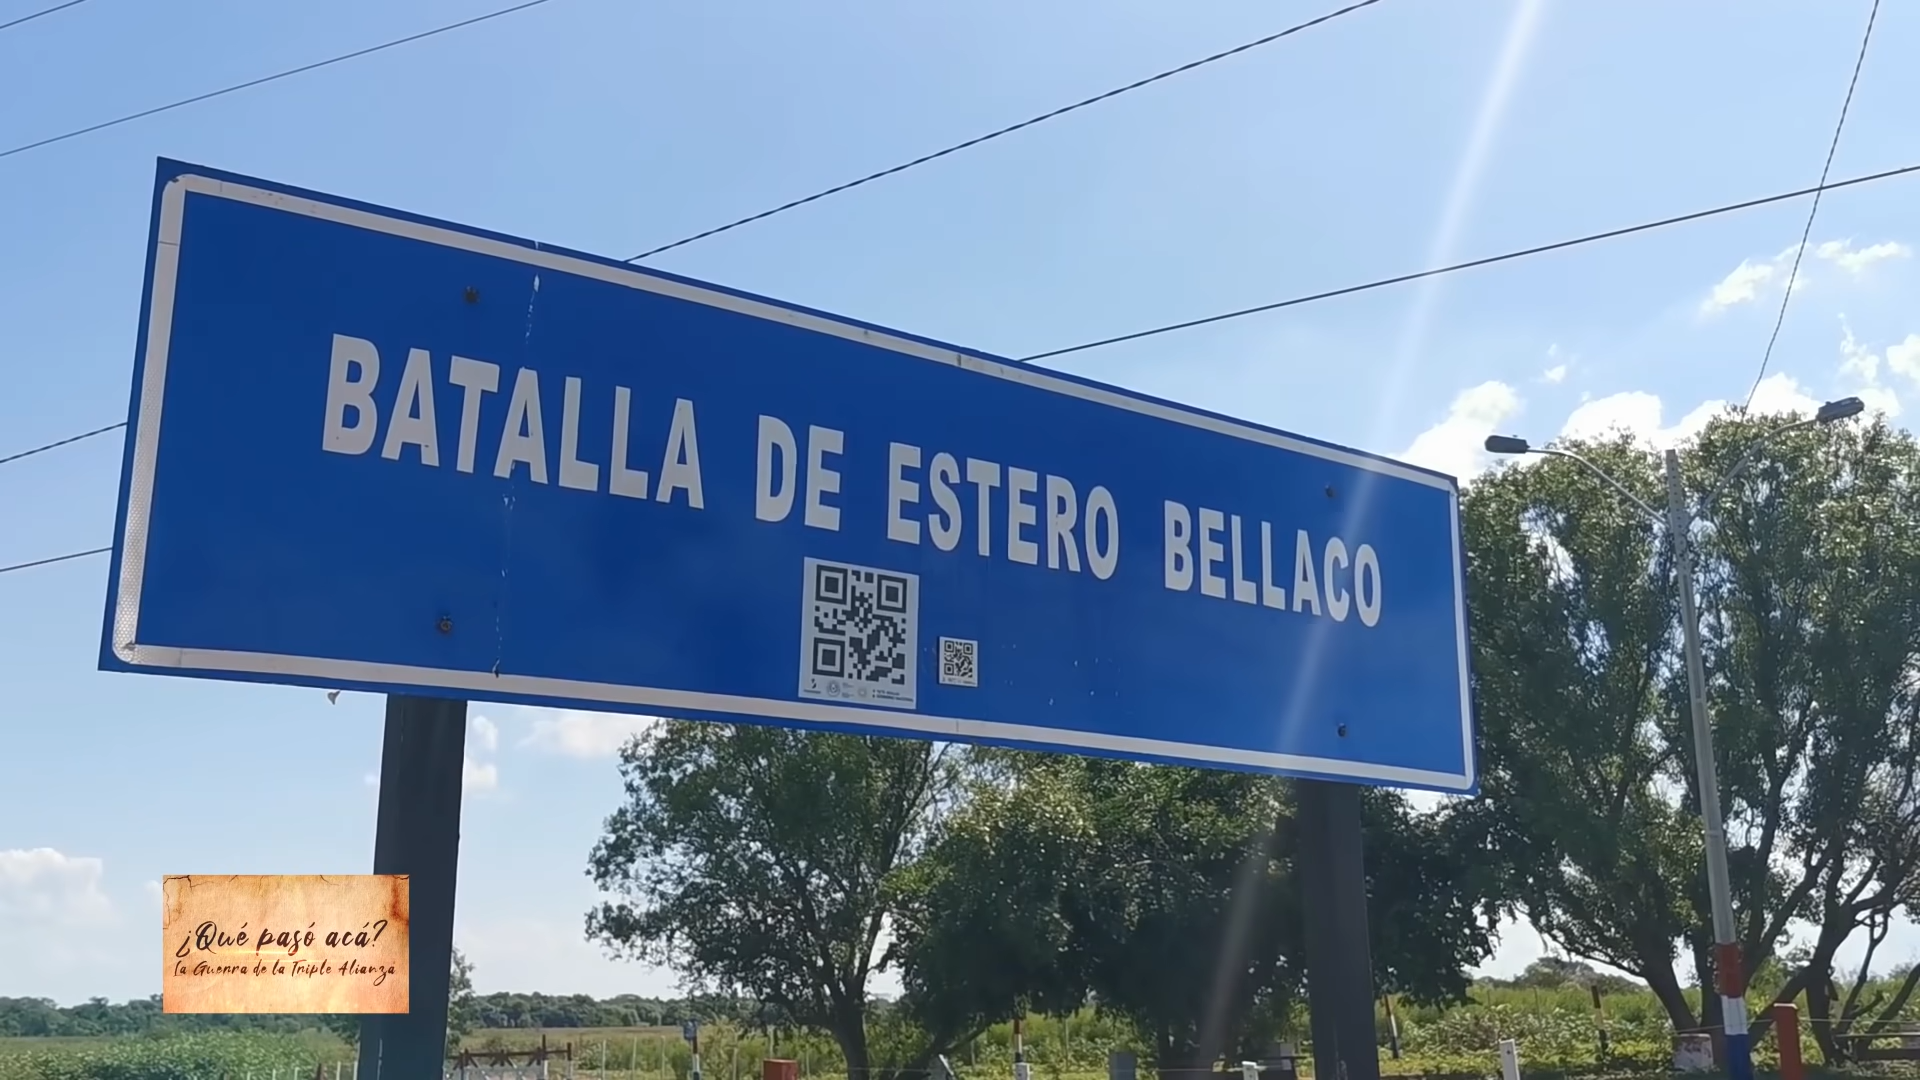 BATALLA DE ESTERO BELLACO
¿Qué pasó acá?
La Guerra de la Triple Alianza